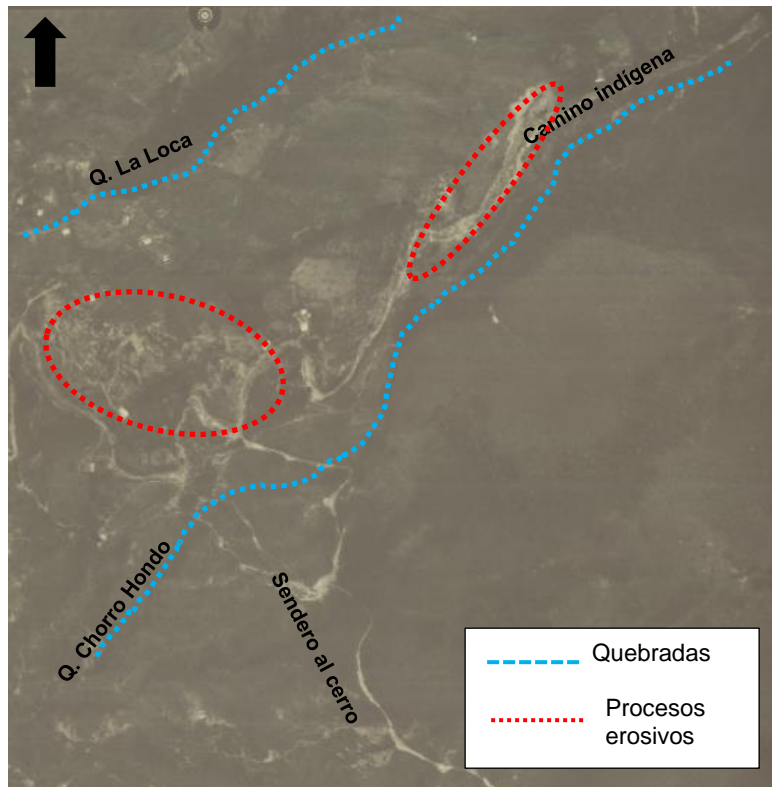 Q. La Loca
Camino indígena
Q. Chorro Hondo
Sendero al cerro
Quebradas
Procesos
erosivos